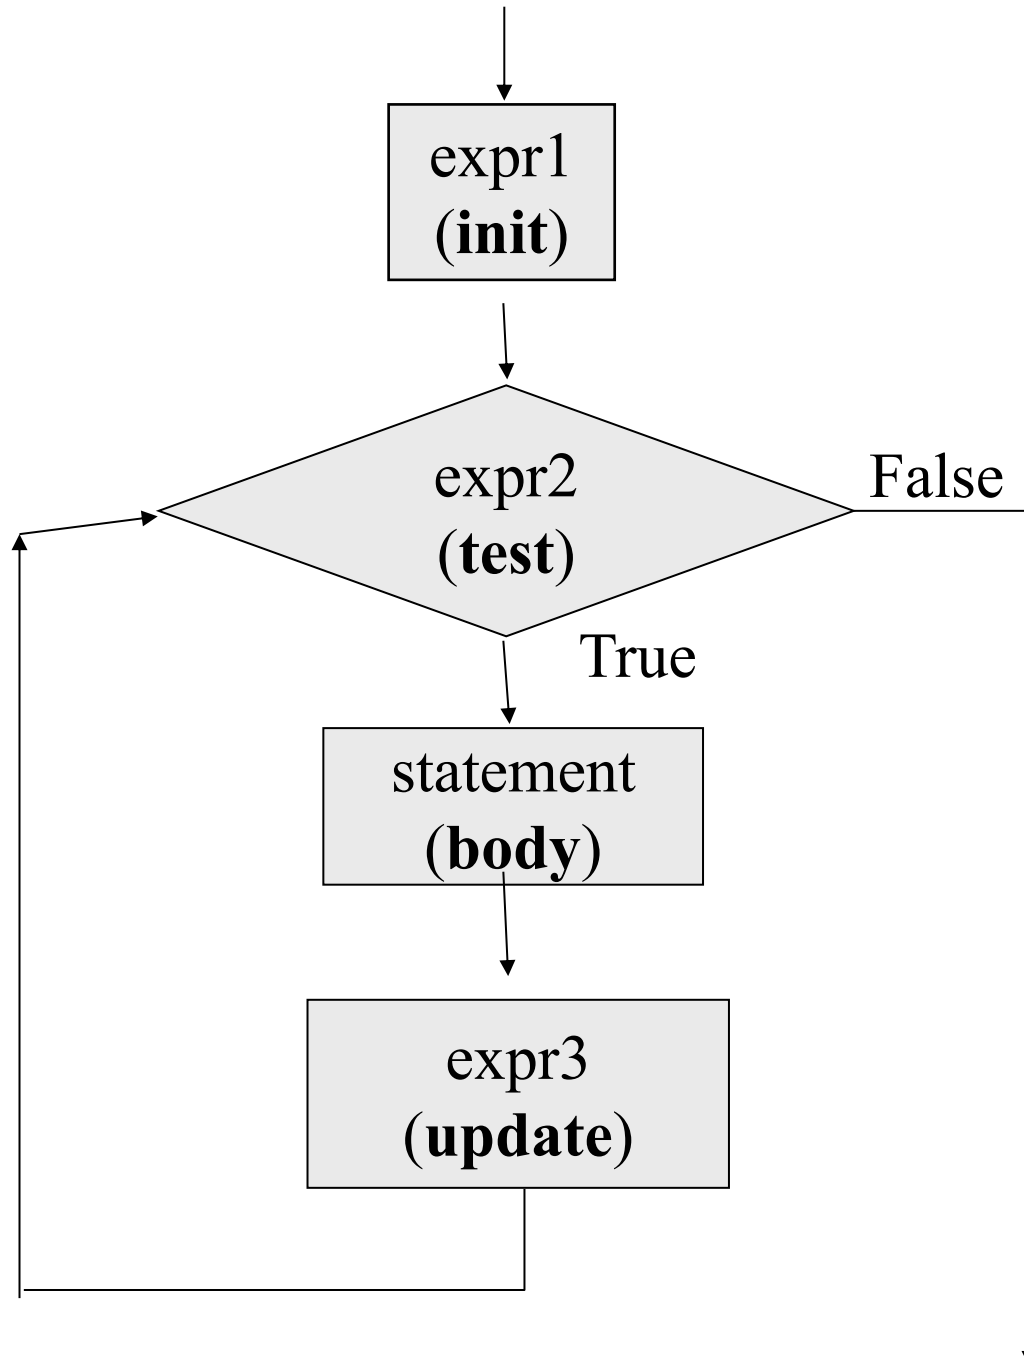 expr1
(init)
expr2
(test)
False
True
statement
(body)
expr3
(update)